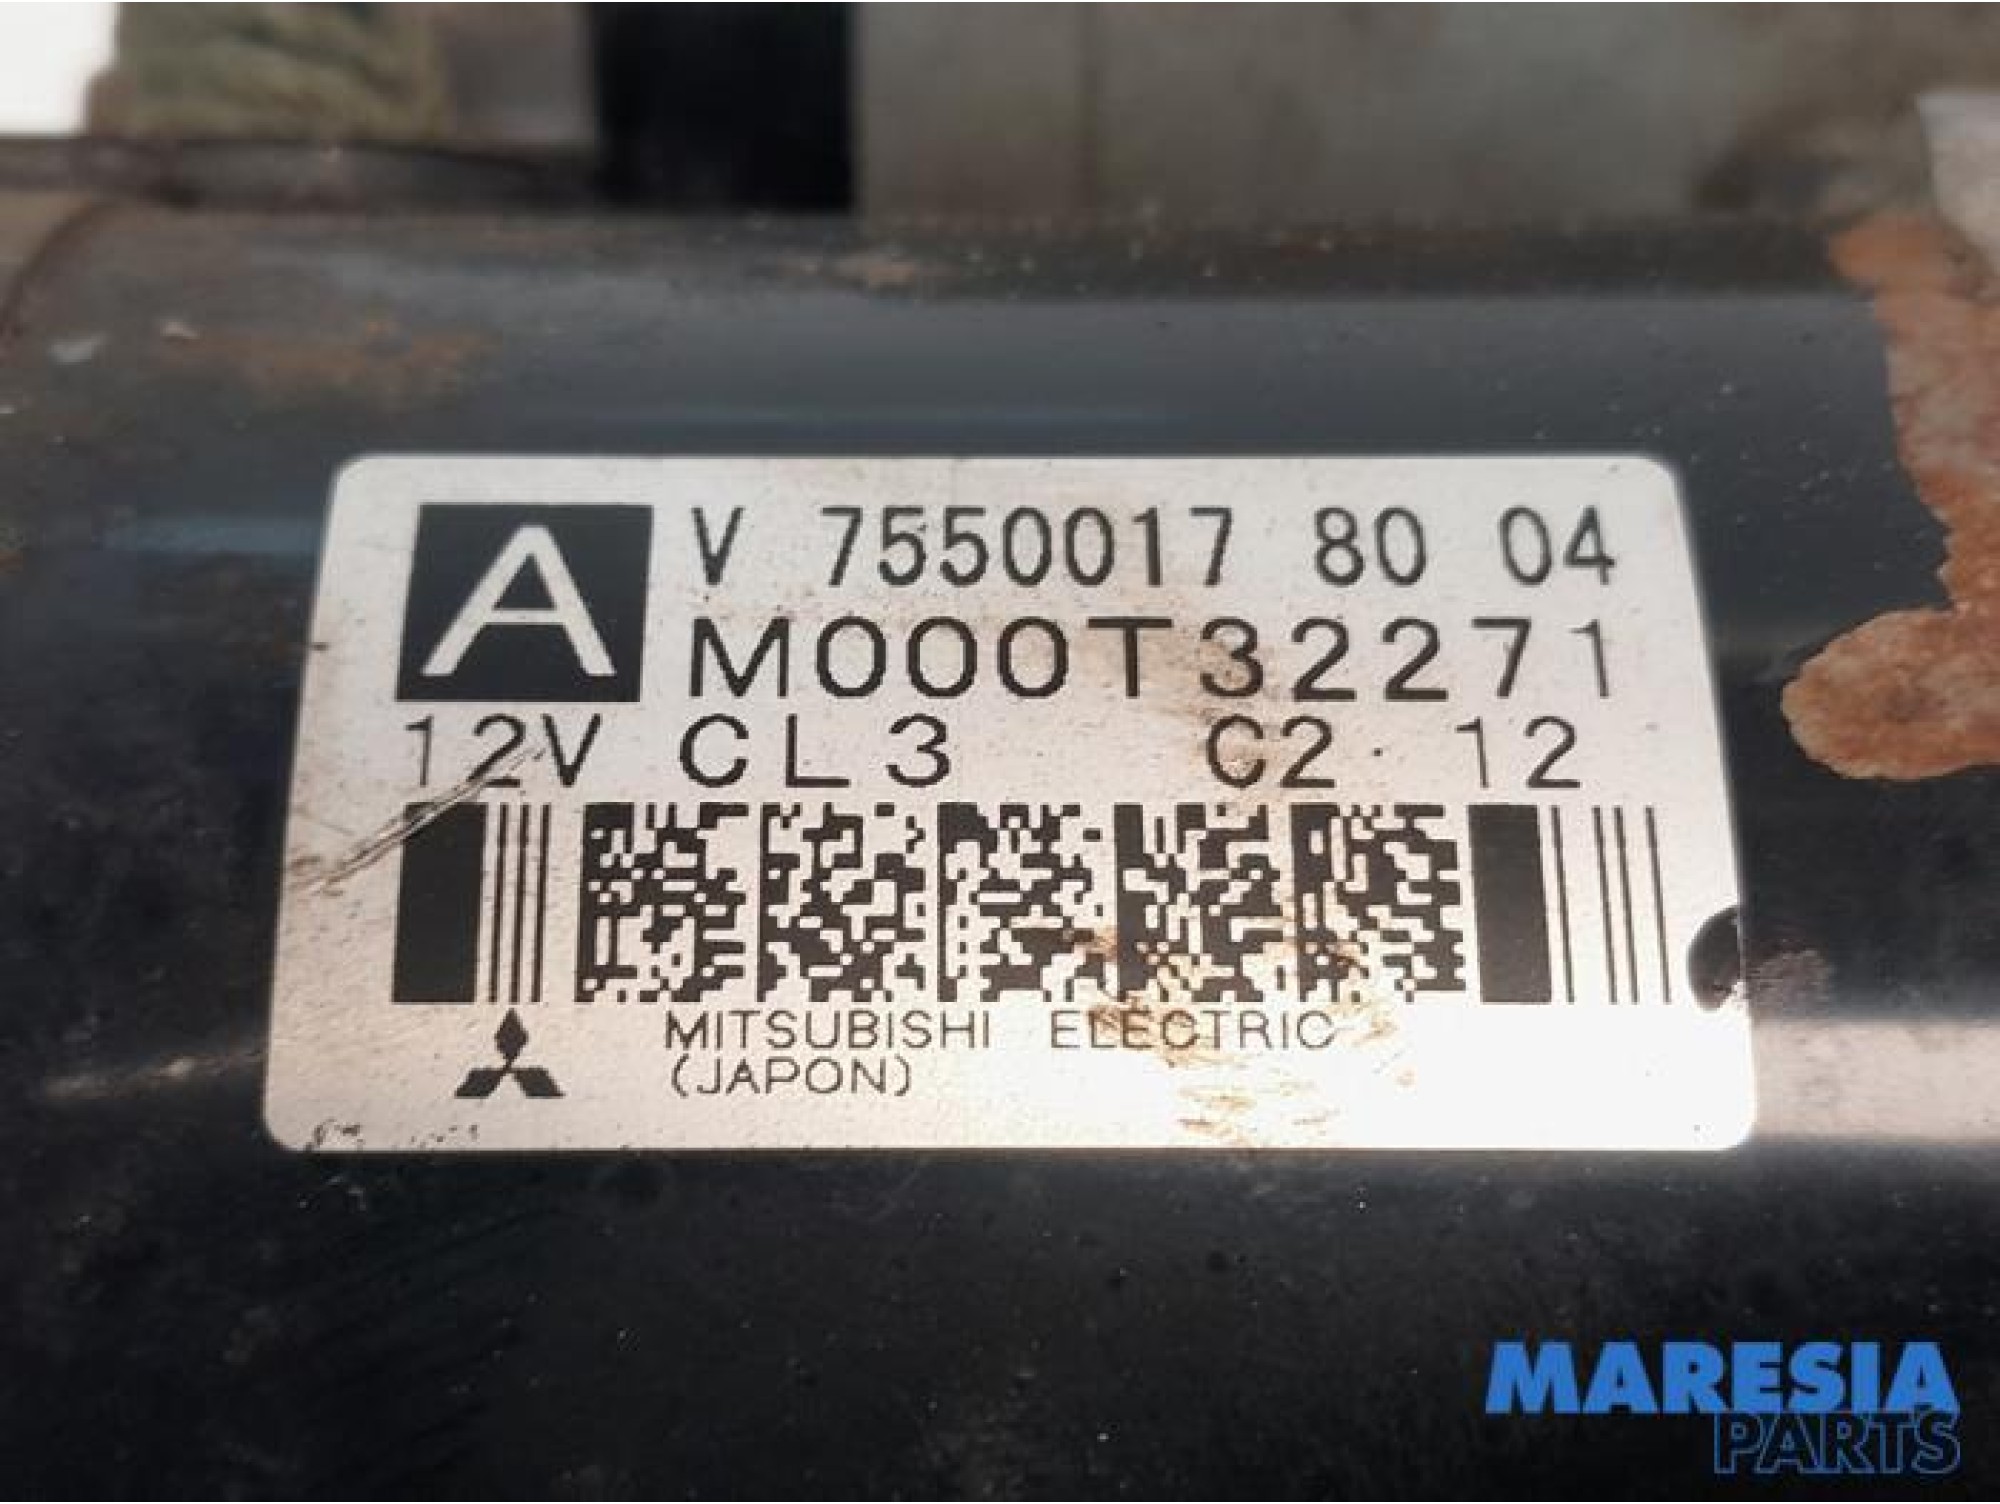 A V 7550017 80 04
M000T32271
12V CL3 C2·12
MITSUBISHI ELECTRIC
(JAPON)
MARESIA
PARTS